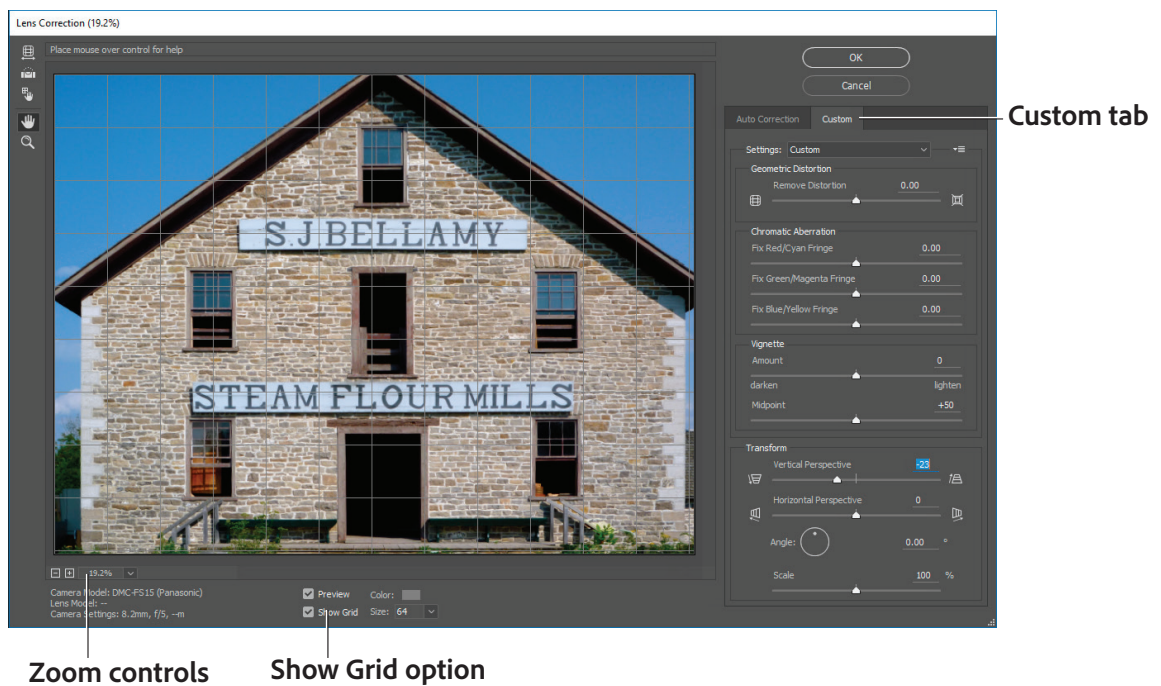 Lens Correction (19.2%)
Place mouse over control for help
OK
Cancel
Auto Correction Custom
Custom tab
Settings: Custom
Geometric Distortion
Remove Distortion 0.00
Chromatic Aberration
Fix Red/Cyan Fringe 0.00
Fix Green/Magenta Fringe 0.00
Fix Blue/Yellow Fringe 0.00
Vignette
Amount 0
darken lighten
Midpoint +50
Transform
Vertical Perspective -23
Horizontal Perspective 0
Angle: 0.00 °
Scale 100 %
S.J BELLAMY
STEAM FLOUR MILLS
19.2%
Camera Model: DMC-FS15 (Panasonic)
Lens Model: --
Camera Settings: 8.2mm, f/5, --m
Preview Color:
Show Grid Size: 64
Zoom controls
Show Grid option